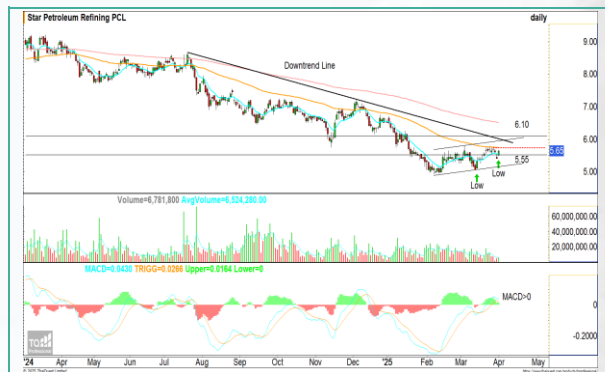 Star Petroleum Refining PCL daily
9.00
8.00
Downtrend Line
7.00
6.10
6.00
5.65
5.55
5.00
Low
Low
Volume=6,781,800 AvgVolume=6,524,280.00
60,000,000.00
40,000,000.00
20,000,000.00
MACD=0.0430 TRIGG=0.0266 Upper=0.0164 Lower=0
MACD>0
0
-0.2000
'24 Apr May Jun Jul Aug Sep Oct Nov Dec '25 Feb Mar Apr May